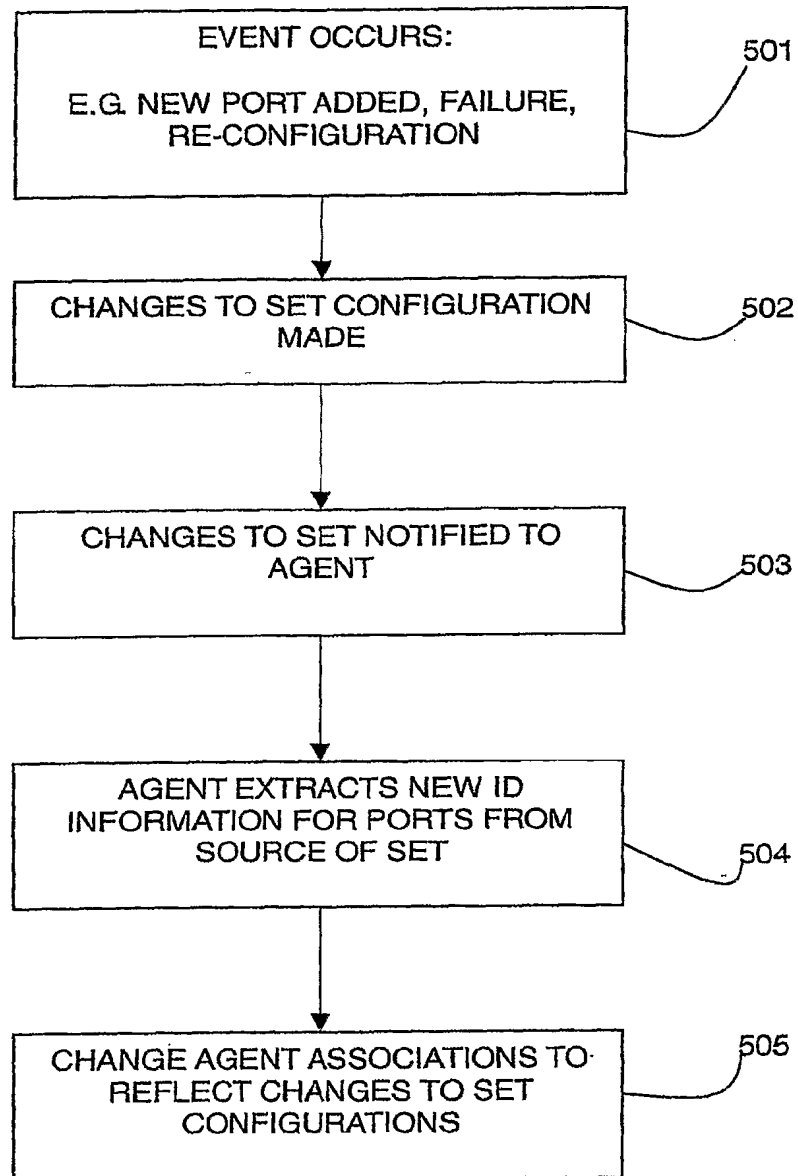 EVENT OCCURS:
501
E.G. NEW PORT ADDED, FAILURE,
RE-CONFIGURATION
CHANGES TO SET CONFIGURATION
MADE
502
CHANGES TO SET NOTIFIED TO
AGENT
503
AGENT EXTRACTS NEW ID
INFORMATION FOR PORTS FROM
SOURCE OF SET
504
CHANGE AGENT ASSOCIATIONS TO
REFLECT CHANGES TO SET
CONFIGURATIONS
505